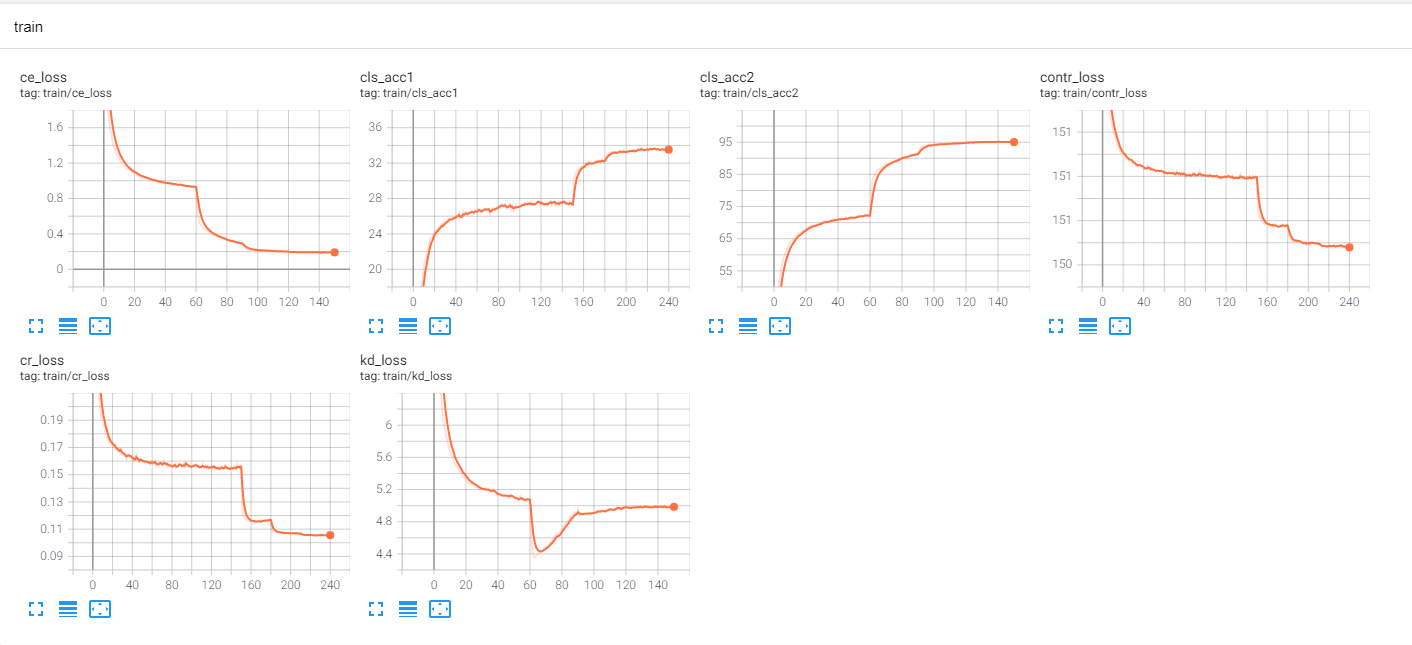 train
ce_loss
tag: train/ce_loss
1.6
1.2
0.8
0.4
0
0 20 40 60 80 100 120 140
cls_acc1
tag: train/cls_acc1
36
32
28
24
20
0 40 80 120 160 200 240
cls_acc2
tag: train/cls_acc2
95
85
75
65
55
0 20 40 60 80 100 120 140
contr_loss
tag: train/contr_loss
151
151
151
150
0 40 80 120 160 200 240
cr_loss
tag: train/cr_loss
0.19
0.17
0.15
0.13
0.11
0.09
0 40 80 120 160 200 240
kd_loss
tag: train/kd_loss
6
5.6
5.2
4.8
4.4
0 20 40 60 80 100 120 140